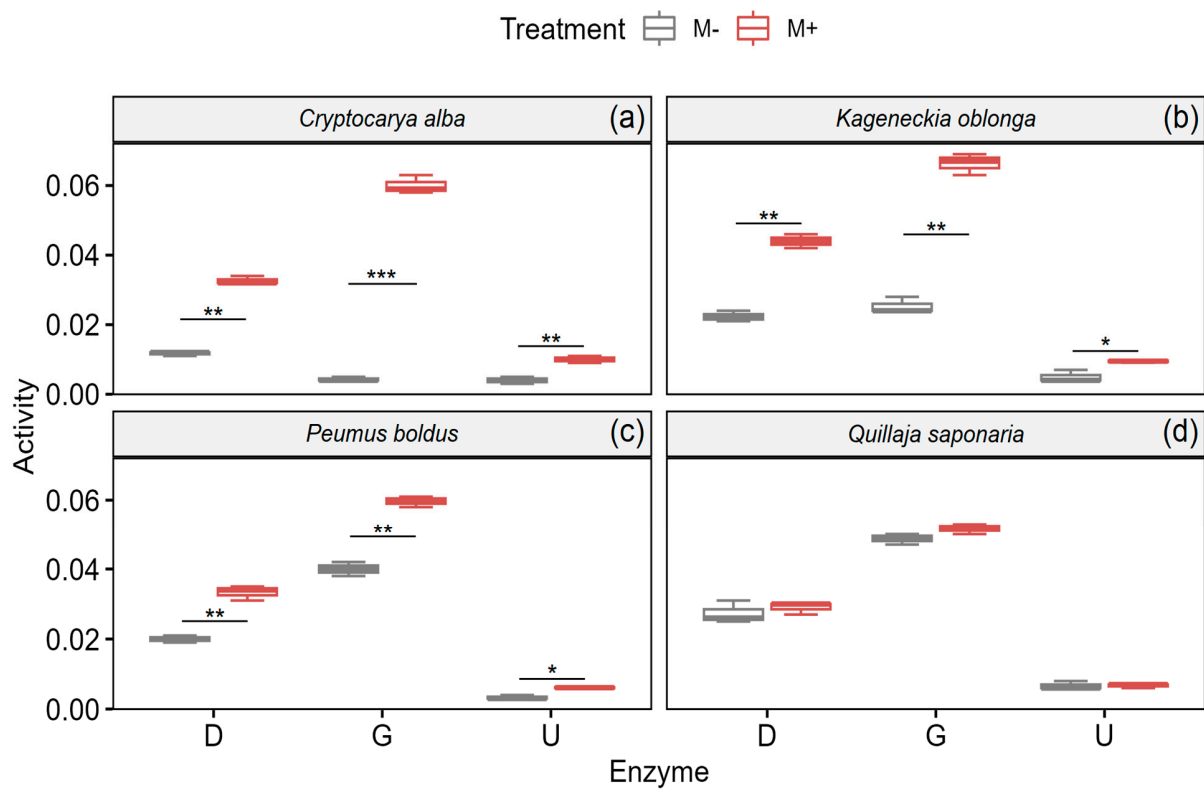 Treatment M- M+
Cryptocarya alba (a)
Kageneckia oblonga (b)
0.06
0.04
0.02
0.00
**
***
**
**
**
*
Activity
Peumus boldus (c)
Quillaja saponaria (d)
0.06
0.04
0.02
0.00
**
**
*
D G U
D G U
Enzyme